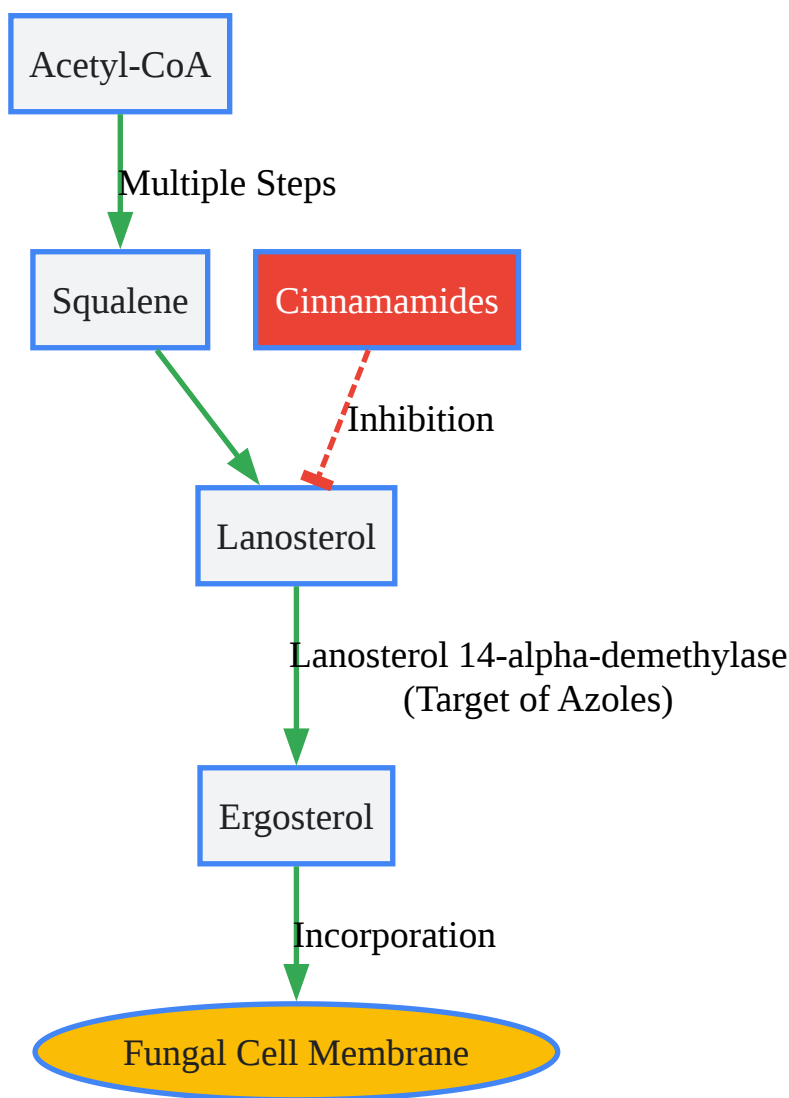 Acetyl-CoA
Multiple Steps
Squalene
Cinnamamides
Inhibition
Lanosterol
Lanosterol 14-alpha-demethylase
(Target of Azoles)
Ergosterol
Incorporation
Fungal Cell Membrane